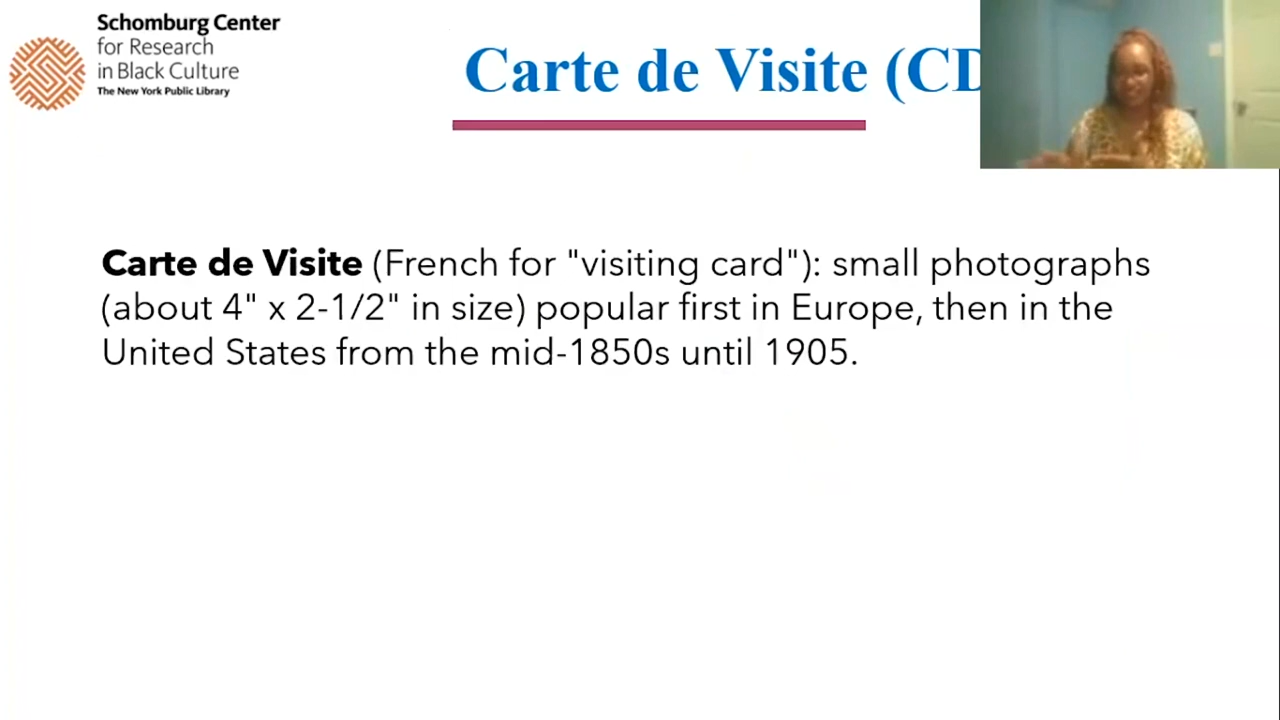 Schomburg Center
for Research
in Black Culture
The New York Public Library
Carte de Visite (CD
Carte de Visite (French for "visiting card"): small photographs
(about 4" x 2-1/2" in size) popular first in Europe, then in the
United States from the mid-1850s until 1905.